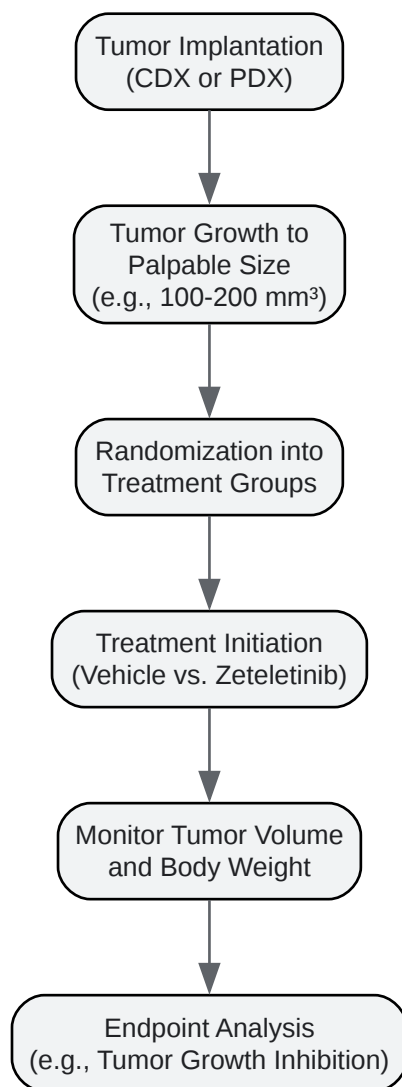 Tumor Implantation
(CDX or PDX)
Tumor Growth to
Palpable Size
(e.g., 100-200 mm³)
Randomization into
Treatment Groups
Treatment Initiation
(Vehicle vs. Zeteletinib)
Monitor Tumor Volume
and Body Weight
Endpoint Analysis
(e.g., Tumor Growth Inhibition)